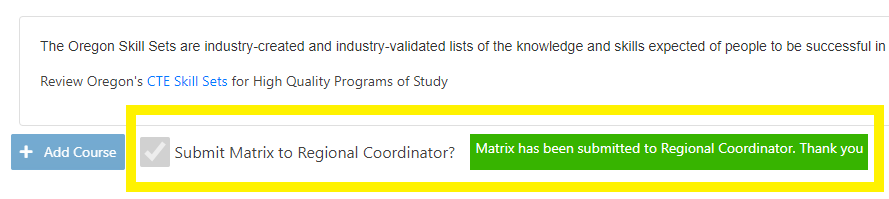 The Oregon Skill Sets are industry-created and industry-validated lists of the knowledge and skills expected of people to be successful in
Review Oregon's CTE Skill Sets for High Quality Programs of Study
+ Add Course
Submit Matrix to Regional Coordinator?
Matrix has been submitted to Regional Coordinator. Thank you